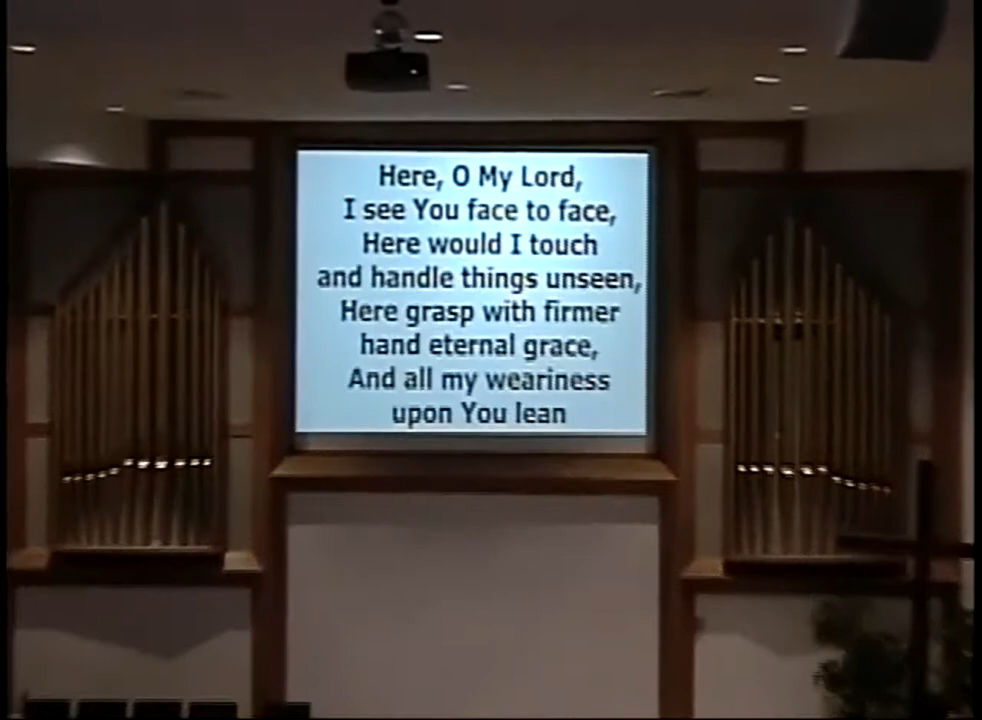 Here, O My Lord,
I see You face to face,
Here would I touch
and handle things unseen,
Here grasp with firmer
hand eternal grace,
And all my weariness
upon You lean